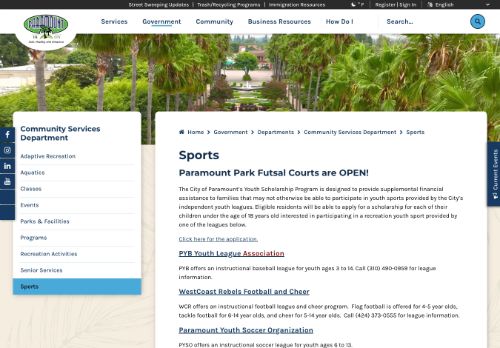 Street Sweeping Updates | Trash/Recycling Programs | Immigration Resources
° F
Register | Sign In
English
PARAMOUNT
Services
Government
Community
Business Resources
How Do I
Search...
Community Services
Department
Adaptive Recreation
Aquatics
Classes
Events
Parks & Facilities
Programs
Recreation Activities
Senior Services
Sports
Home > Government > Departments > Community Services Department > Sports
Sports
Paramount Park Futsal Courts are OPEN!
The City of Paramount's Youth Scholarship Program is designed to provide supplemental financial
assistance to families that may not otherwise be able to participate in youth sports provided by the City's
independent youth leagues. Eligible residents will be able to apply for a scholarship for each of their
children under the age of 18 years old interested in participating in a recreation youth sport provided by
one of the leagues below.
Click here for the application.
PYB Youth League Association
PYB offers an instructional baseball league for youth ages 3 to 14. Call (310) 490-0959 for league
information.
WestCoast Rebels Football and Cheer
WCR offers an instructional football league and cheer program. Flag football is offered for 4-5 year olds,
tackle football for 6-14 year olds, and cheer for 5-14 year olds. Call (424) 373-0555 for league information.
Paramount Youth Soccer Organization
PYSO offers an instructional soccer league for youth ages 6 to 13.
Current Events